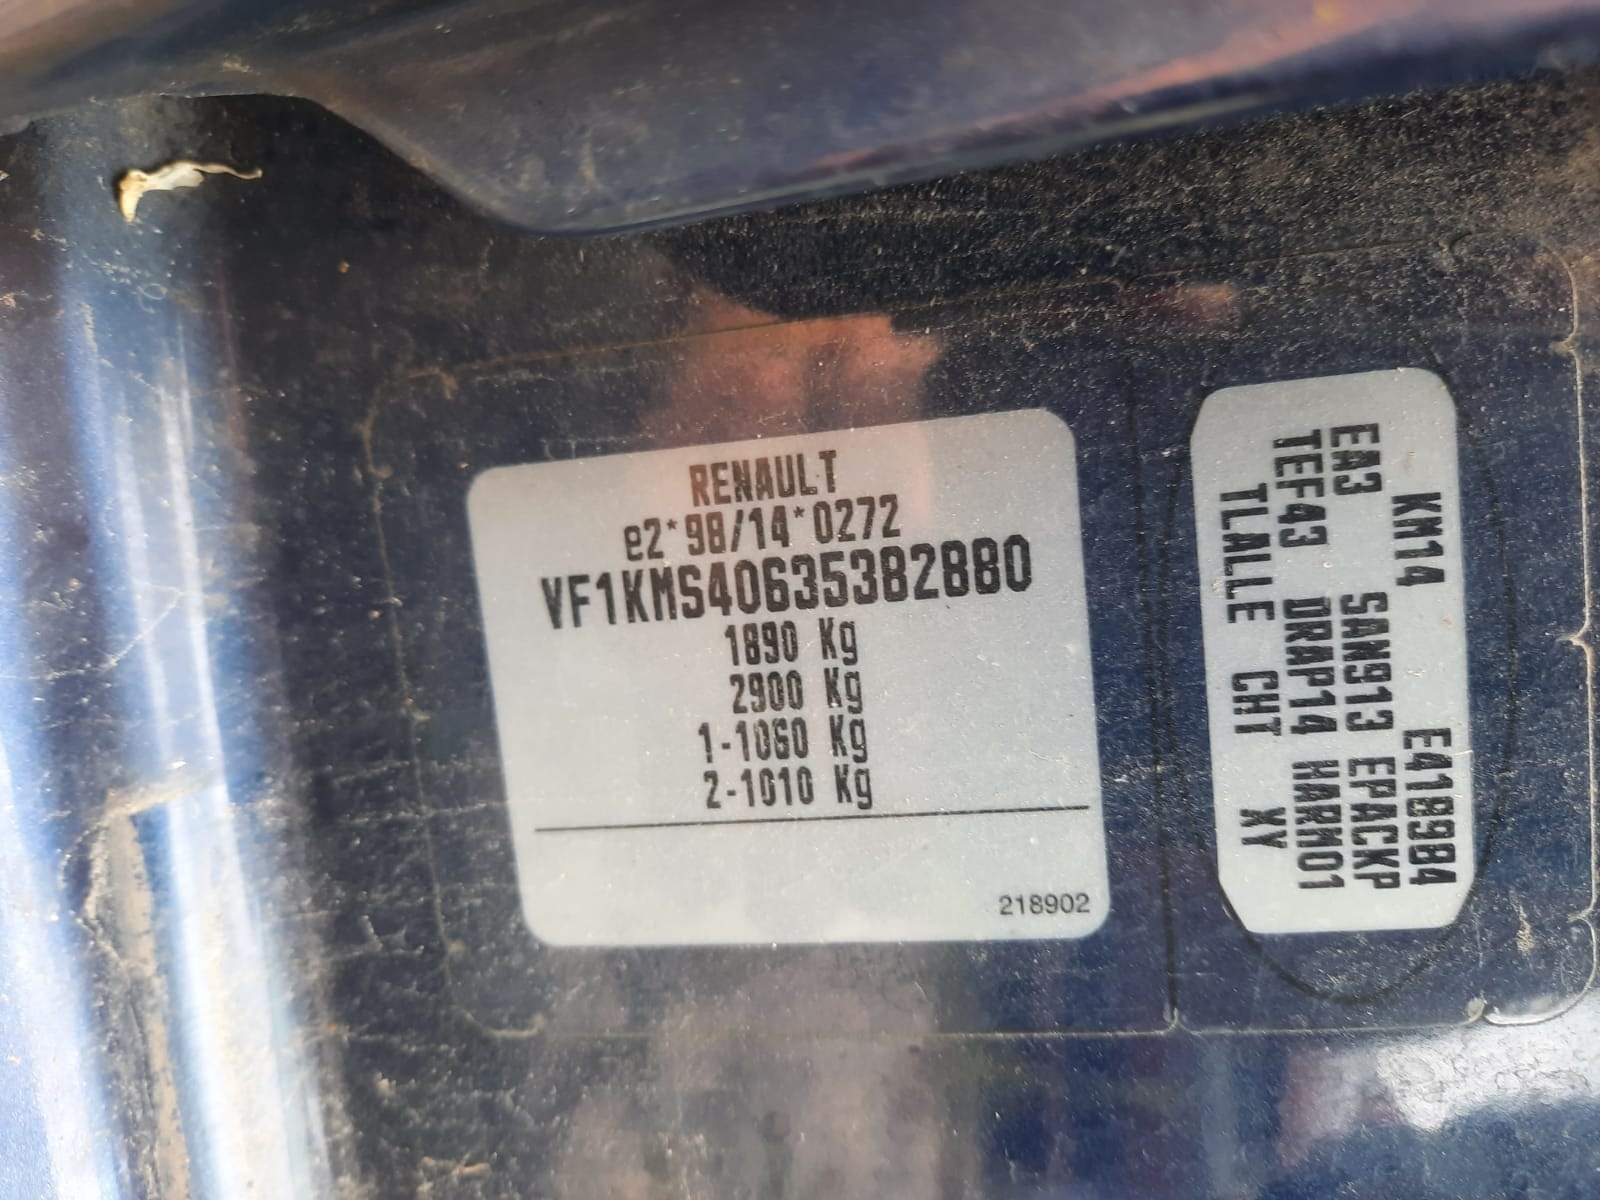 RENAULT
e2*98/14*0272
VF1KMS40635382880
1890 Kg
2900 Kg
1-1060 Kg
2-1010 Kg
218902
KM14 E418984
EA3 SAN913 EPACKP
TEF43 DRAP14 HARM01
TLALLE CHT XY